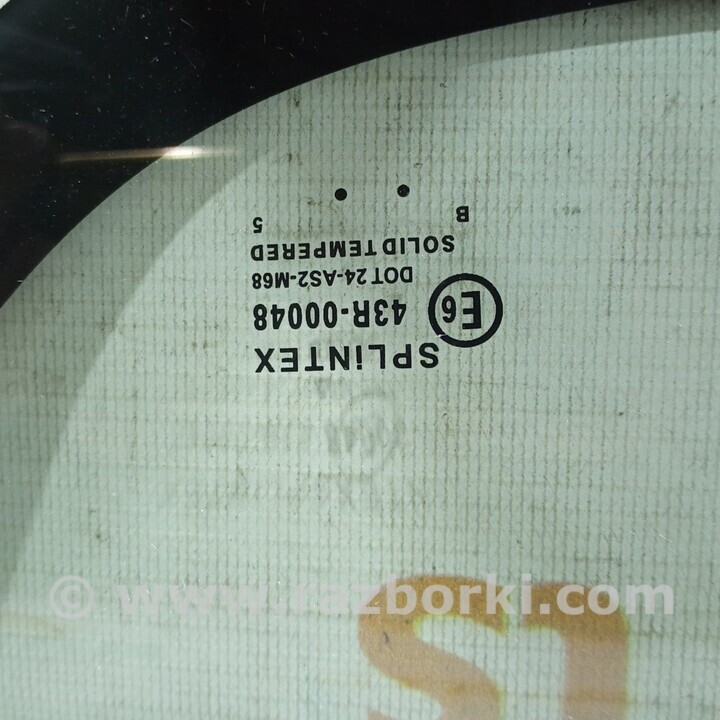 SPLiNTEX
E6 43R-00048
DOT 24-AS2-M68
SOLID TEMPERED
B 5
© www.razborki.com